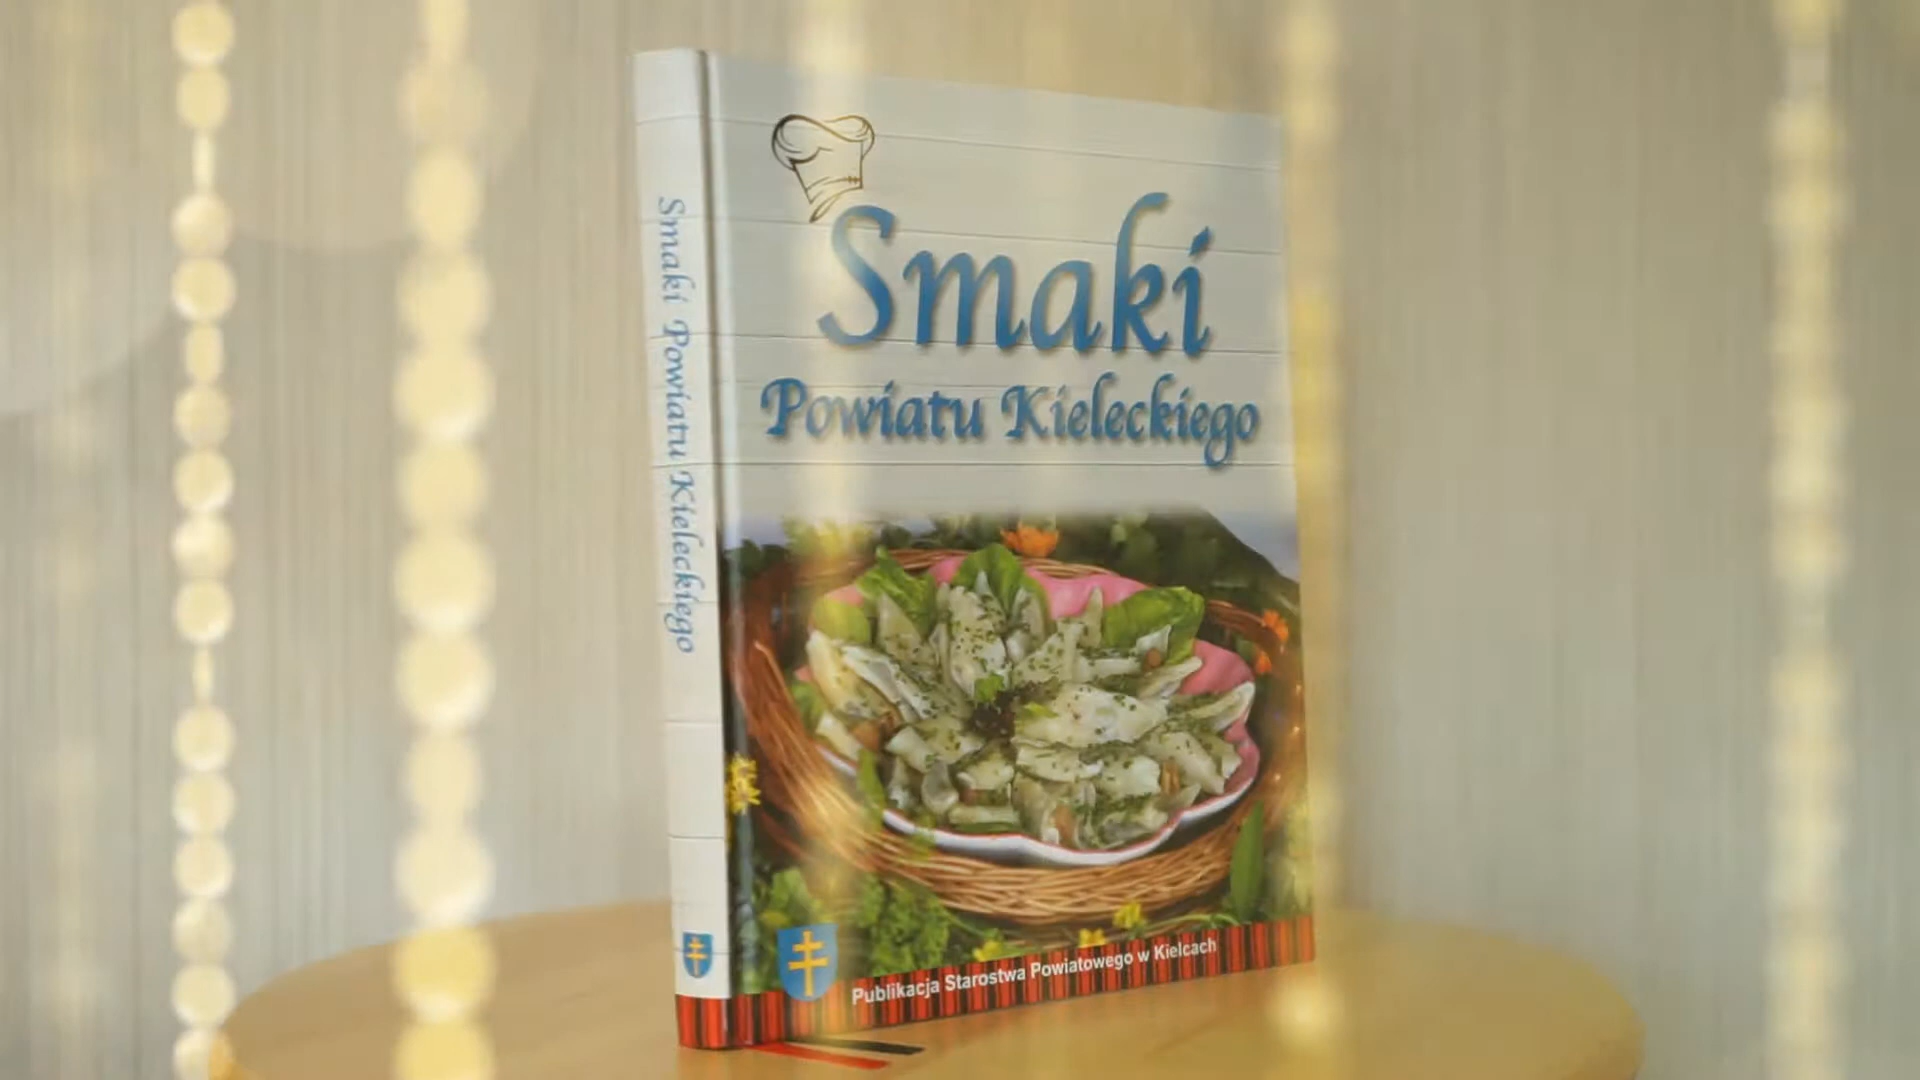 Smaki Powiatu Kieleckiego
Smaki
Powiatu Kieleckiego
Publikacja Starostwa Powiatowego w Kielcach